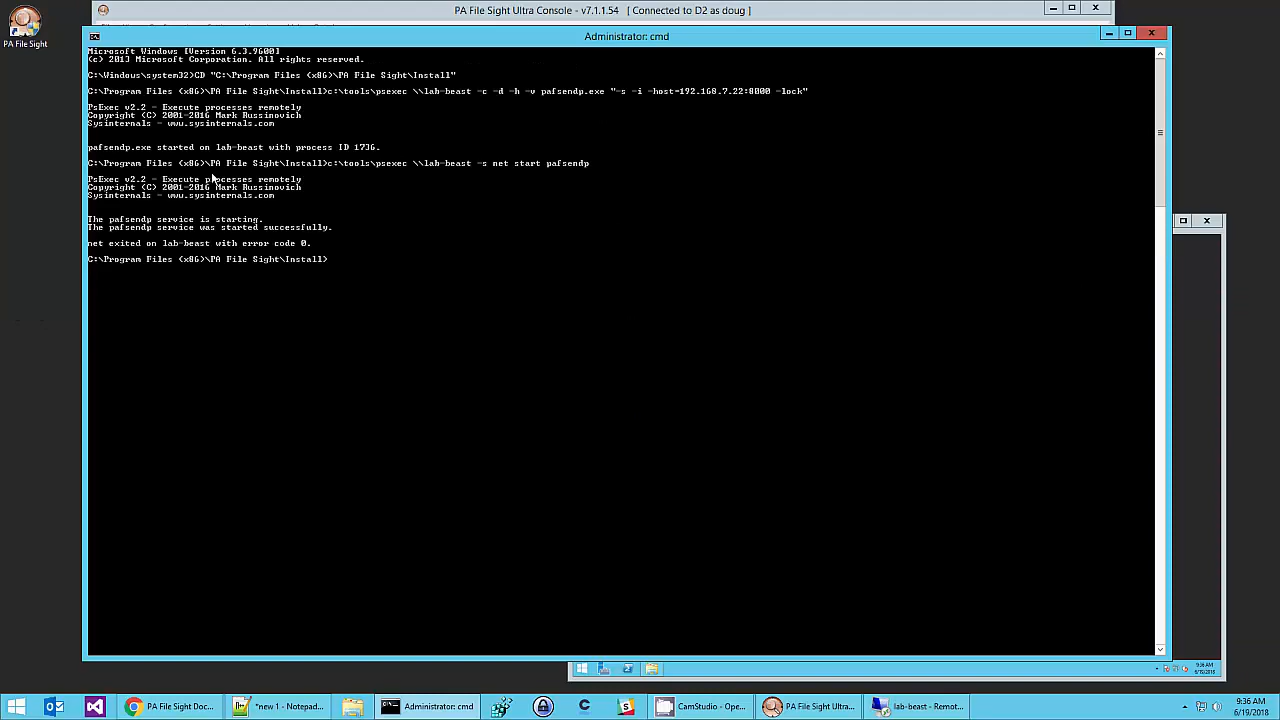 PA File Sight Ultra Console - v7.1.1.54 [ Connected to D2 as doug ]
PA File Sight
Administrator: cmd
Microsoft Windows [Version 6.3.9600]
(c) 2013 Microsoft Corporation. All rights reserved.
C:\Windows\system32>CD "C:\Program Files (x86)\PA File Sight\Install"
C:\Program Files (x86)\PA File Sight\Install>c:\tools\psexec \\lab-beast -c -d -h -v pafsendp.exe "-s -i -host=192.168.7.22:8000 -lock"
PsExec v2.2 - Execute processes remotely
Copyright (C) 2001-2016 Mark Russinovich
Sysinternals - www.sysinternals.com
pafsendp.exe started on lab-beast with process ID 1736.
C:\Program Files (x86)\PA File Sight\Install>c:\tools\psexec \\lab-beast -s net start pafsendp
PsExec v2.2 - Execute processes remotely
Copyright (C) 2001-2016 Mark Russinovich
Sysinternals - www.sysinternals.com
The pafsendp service is starting.
The pafsendp service was started successfully.
net exited on lab-beast with error code 0.
C:\Program Files (x86)\PA File Sight\Install>
9:36 AM
6/19/2018
PA File Sight Doc...
*new 1 - Notepad...
Administrator: cmd
CamStudio - Ope...
PA File Sight Ultra...
lab-beast - Remot...
9:36 AM
6/19/2018